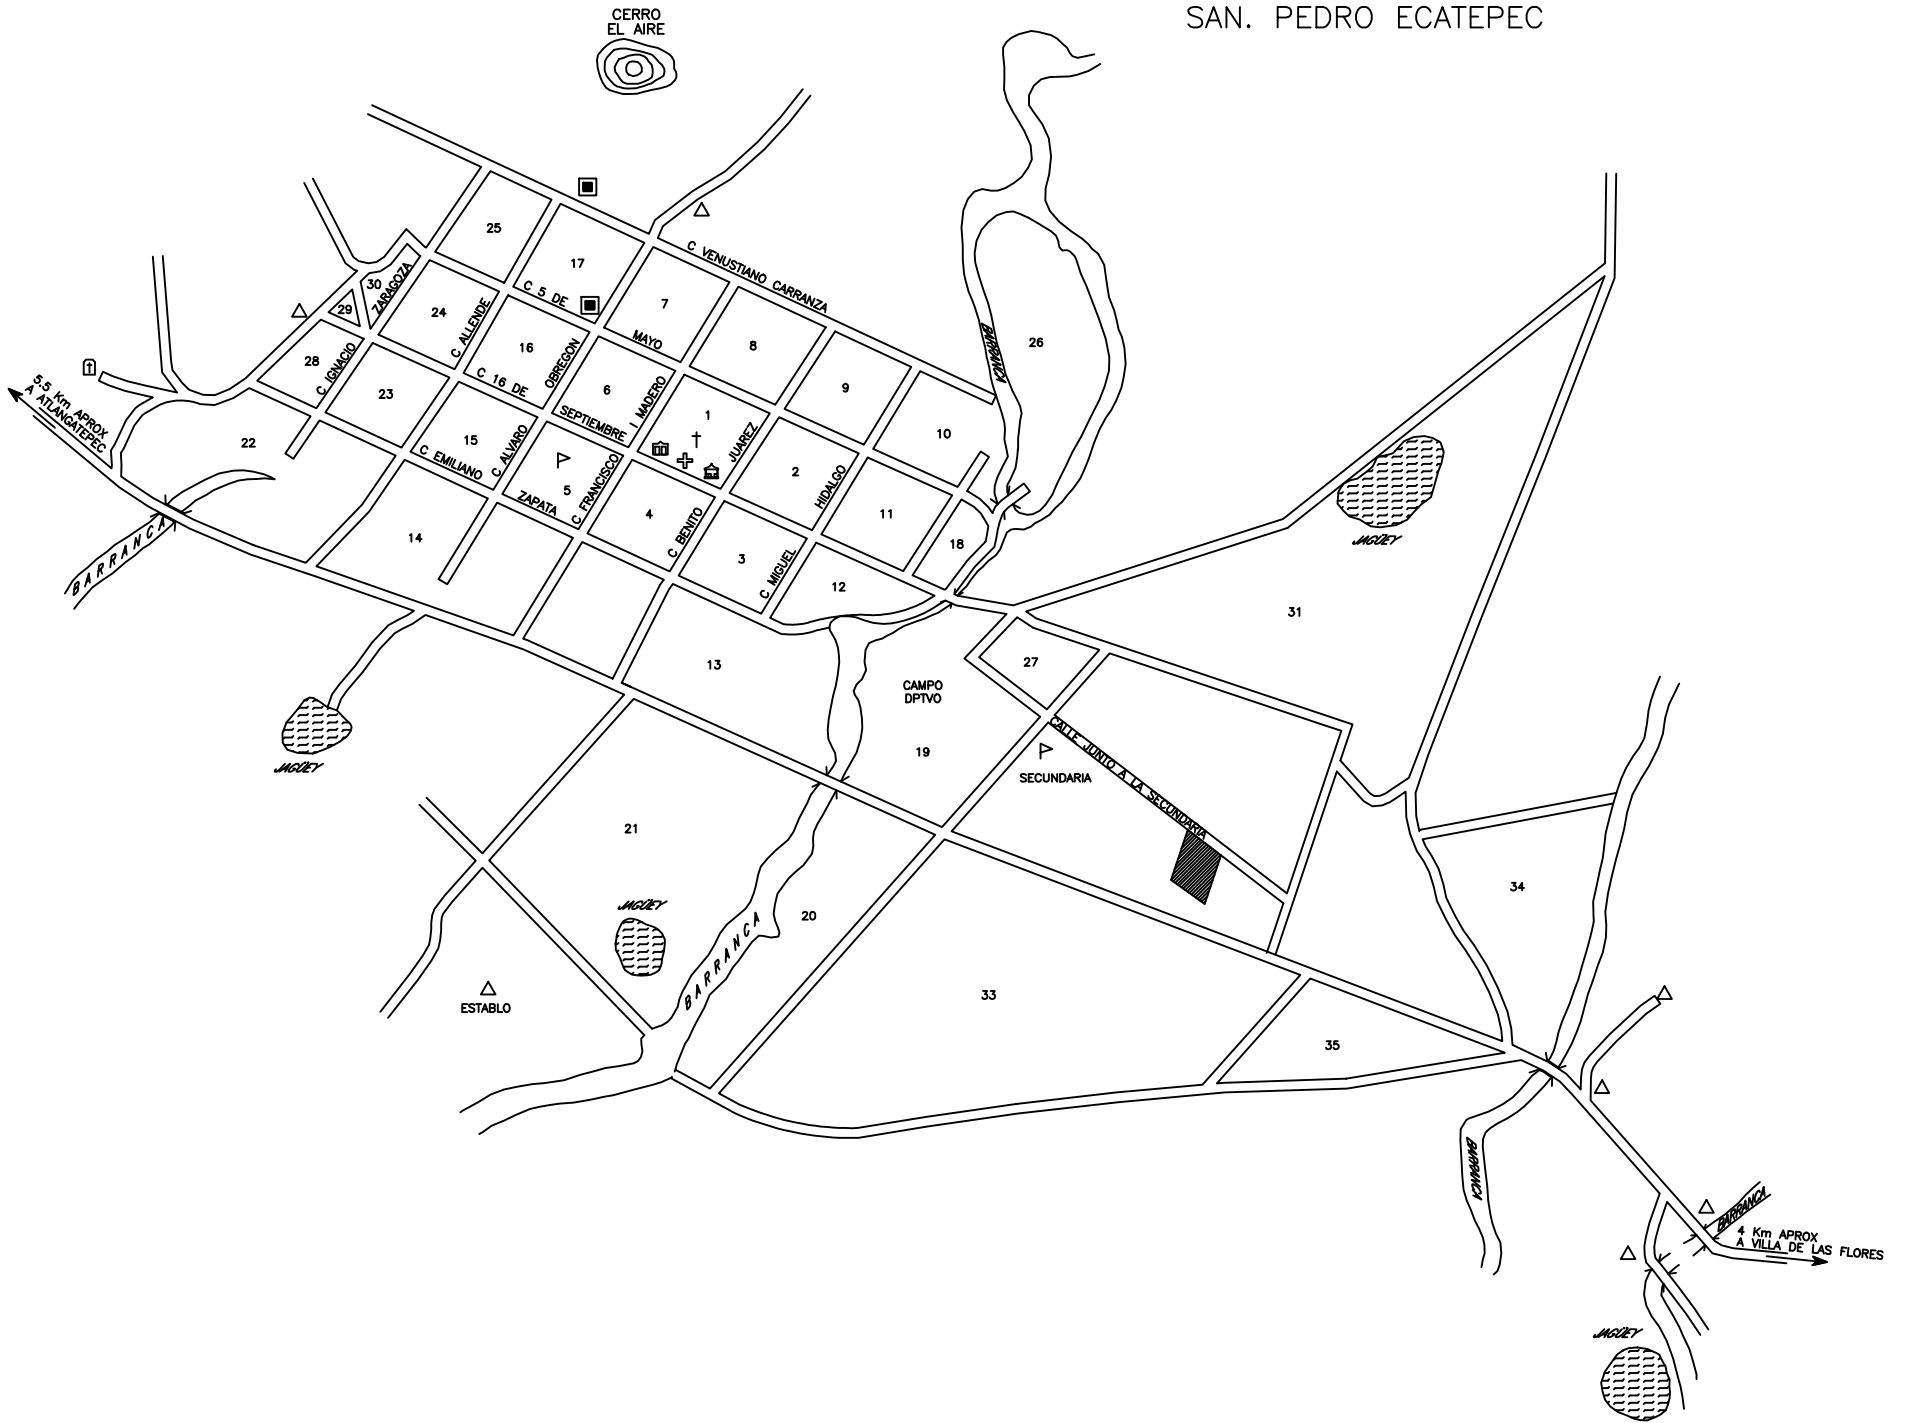 SAN. PEDRO ECATEPEC
CERRO
EL AIRE
25
17
C 5 DE
MAYO
C VENUSTIANO CARRANZA
30
ZARAGOZA
29
24
C ALLENDE
7
8
26
BARRANCA
28
C IGNACIO
16
OBREGON
C 16 DE
SEPTIEMBRE
6
I MADERO
9
23
5.5 Km APROX
A ATLANGATEPEC
22
15
C EMILIANO
ZAPATA
C ALVARO
5
C FRANCISCO
1
JUAREZ
10
2
HIDALGO
4
C BENITO
11
18
14
3
C MIGUEL
12
BARRANCA
JAGÜEY
31
13
27
CAMPO
DPTVO
19
CALLE JUNTO A LA SECUNDARIA
SECUNDARIA
JAGÜEY
21
JAGÜEY
20
BARRANCA
34
ESTABLO
33
35
BARRANCA
BARRANCA
4 Km APROX
A VILLA DE LAS FLORES
JAGÜEY